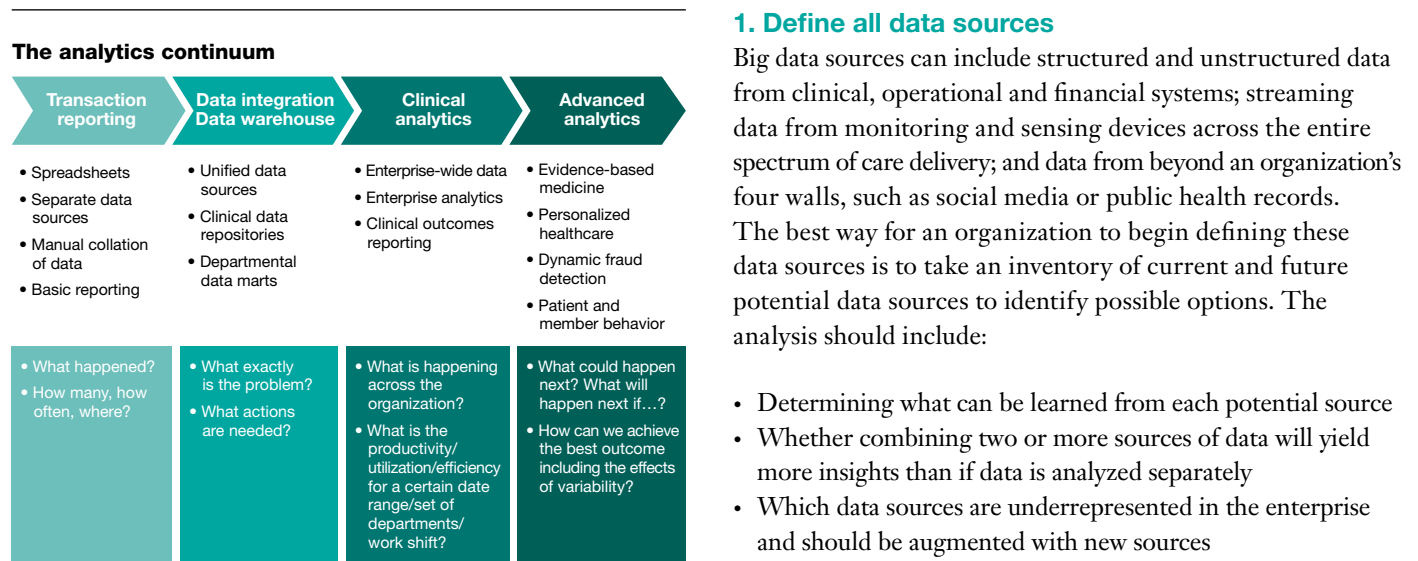 The analytics continuum
Transaction
reporting
Data integration
Data warehouse
Clinical
analytics
Advanced
analytics
• Spreadsheets
• Separate data
sources
• Manual collation
of data
• Basic reporting
• Unified data
sources
• Clinical data
repositories
• Departmental
data marts
• Enterprise-wide data
• Enterprise analytics
• Clinical outcomes
reporting
• Evidence-based
medicine
• Personalized
healthcare
• Dynamic fraud
detection
• Patient and
member behavior
• What happened?
• How many, how
often, where?
• What exactly
is the problem?
• What actions
are needed?
• What is happening
across the
organization?
• What is the
productivity/
utilization/efficiency
for a certain date
range/set of
departments/
work shift?
• What could happen
next? What will
happen next if…?
• How can we achieve
the best outcome
including the effects
of variability?
1. Define all data sources
Big data sources can include structured and unstructured data
from clinical, operational and financial systems; streaming
data from monitoring and sensing devices across the entire
spectrum of care delivery; and data from beyond an organization's
four walls, such as social media or public health records.
The best way for an organization to begin defining these
data sources is to take an inventory of current and future
potential data sources to identify possible options. The
analysis should include:
• Determining what can be learned from each potential source
• Whether combining two or more sources of data will yield
more insights than if data is analyzed separately
• Which data sources are underrepresented in the enterprise
and should be augmented with new sources